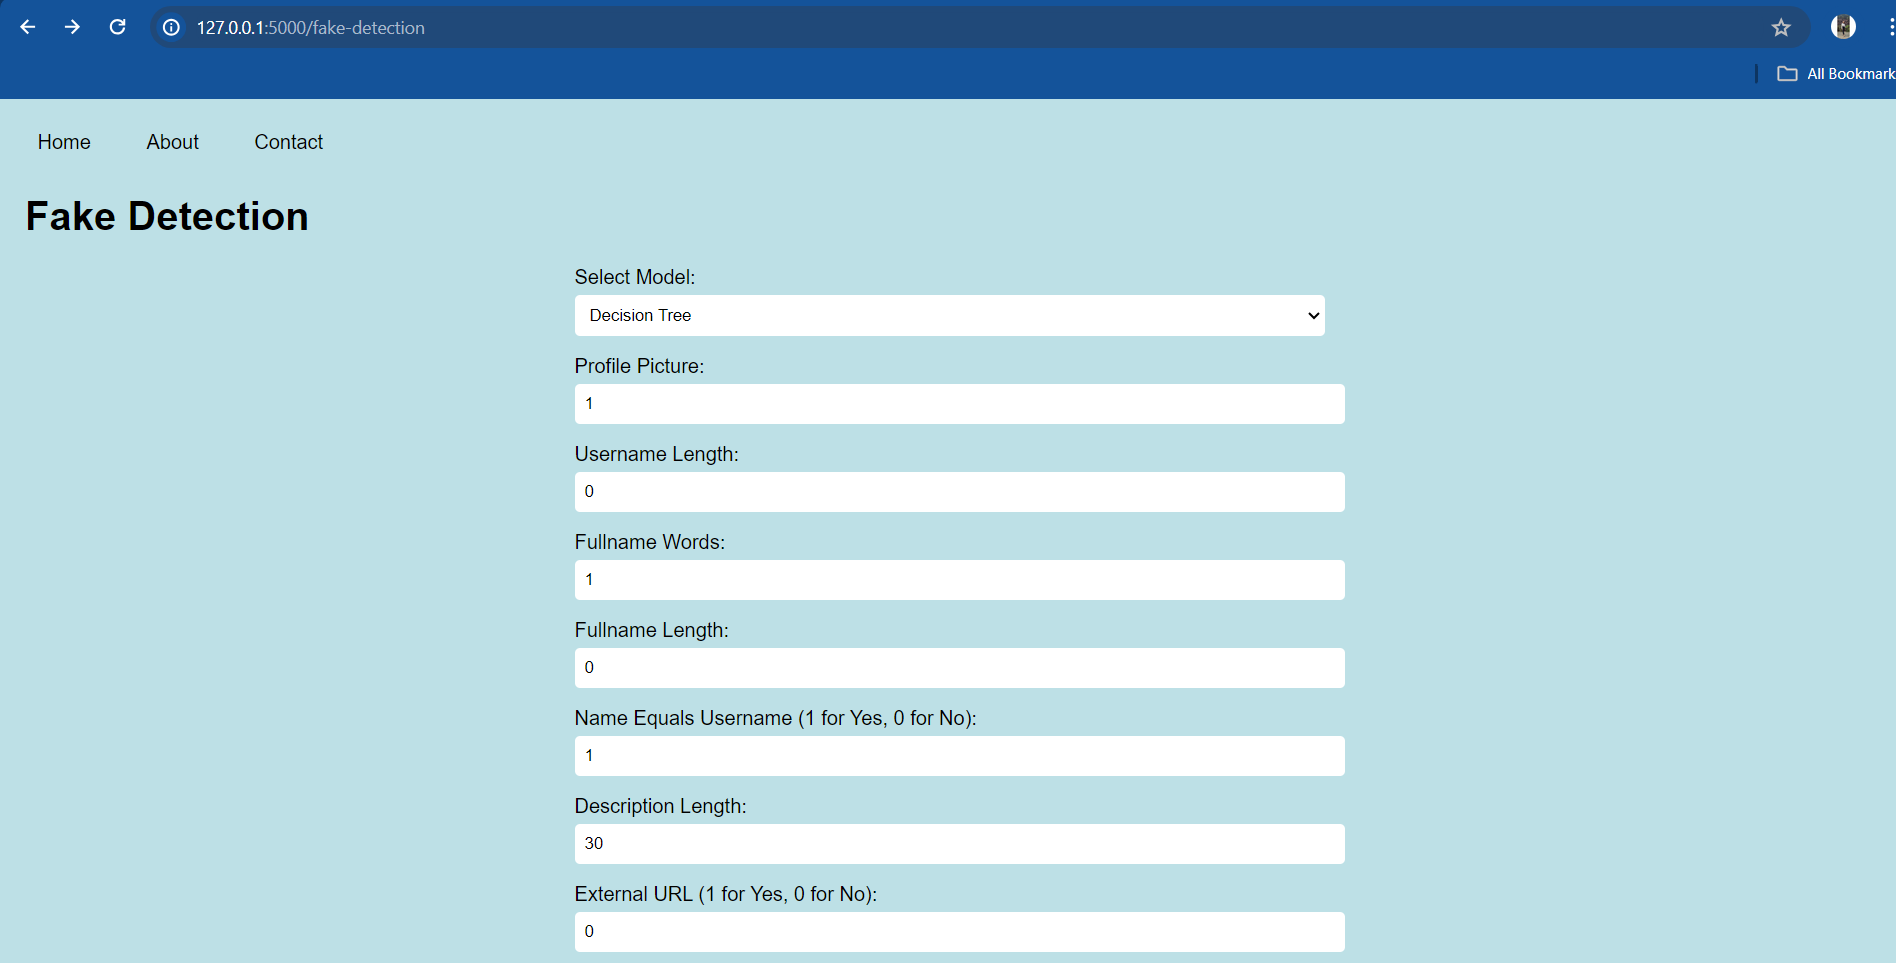 127.0.0.1:5000/fake-detection
All Bookmark
Home About Contact
Fake Detection
Select Model:
Decision Tree
Profile Picture:
1
Username Length:
0
Fullname Words:
1
Fullname Length:
0
Name Equals Username (1 for Yes, 0 for No):
1
Description Length:
30
External URL (1 for Yes, 0 for No):
0